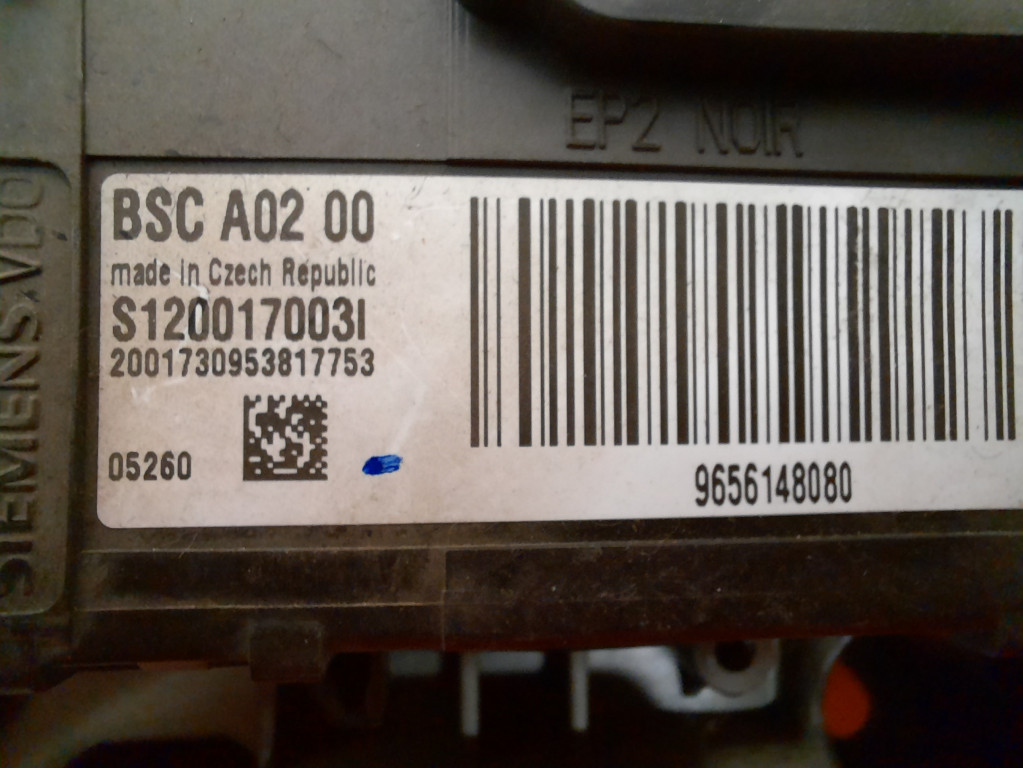 EP2 NOIR
SIEMENS VDO
BSC A02 00
made in Czech Republic
S120017003I
2001730953817753
05260
9656148080